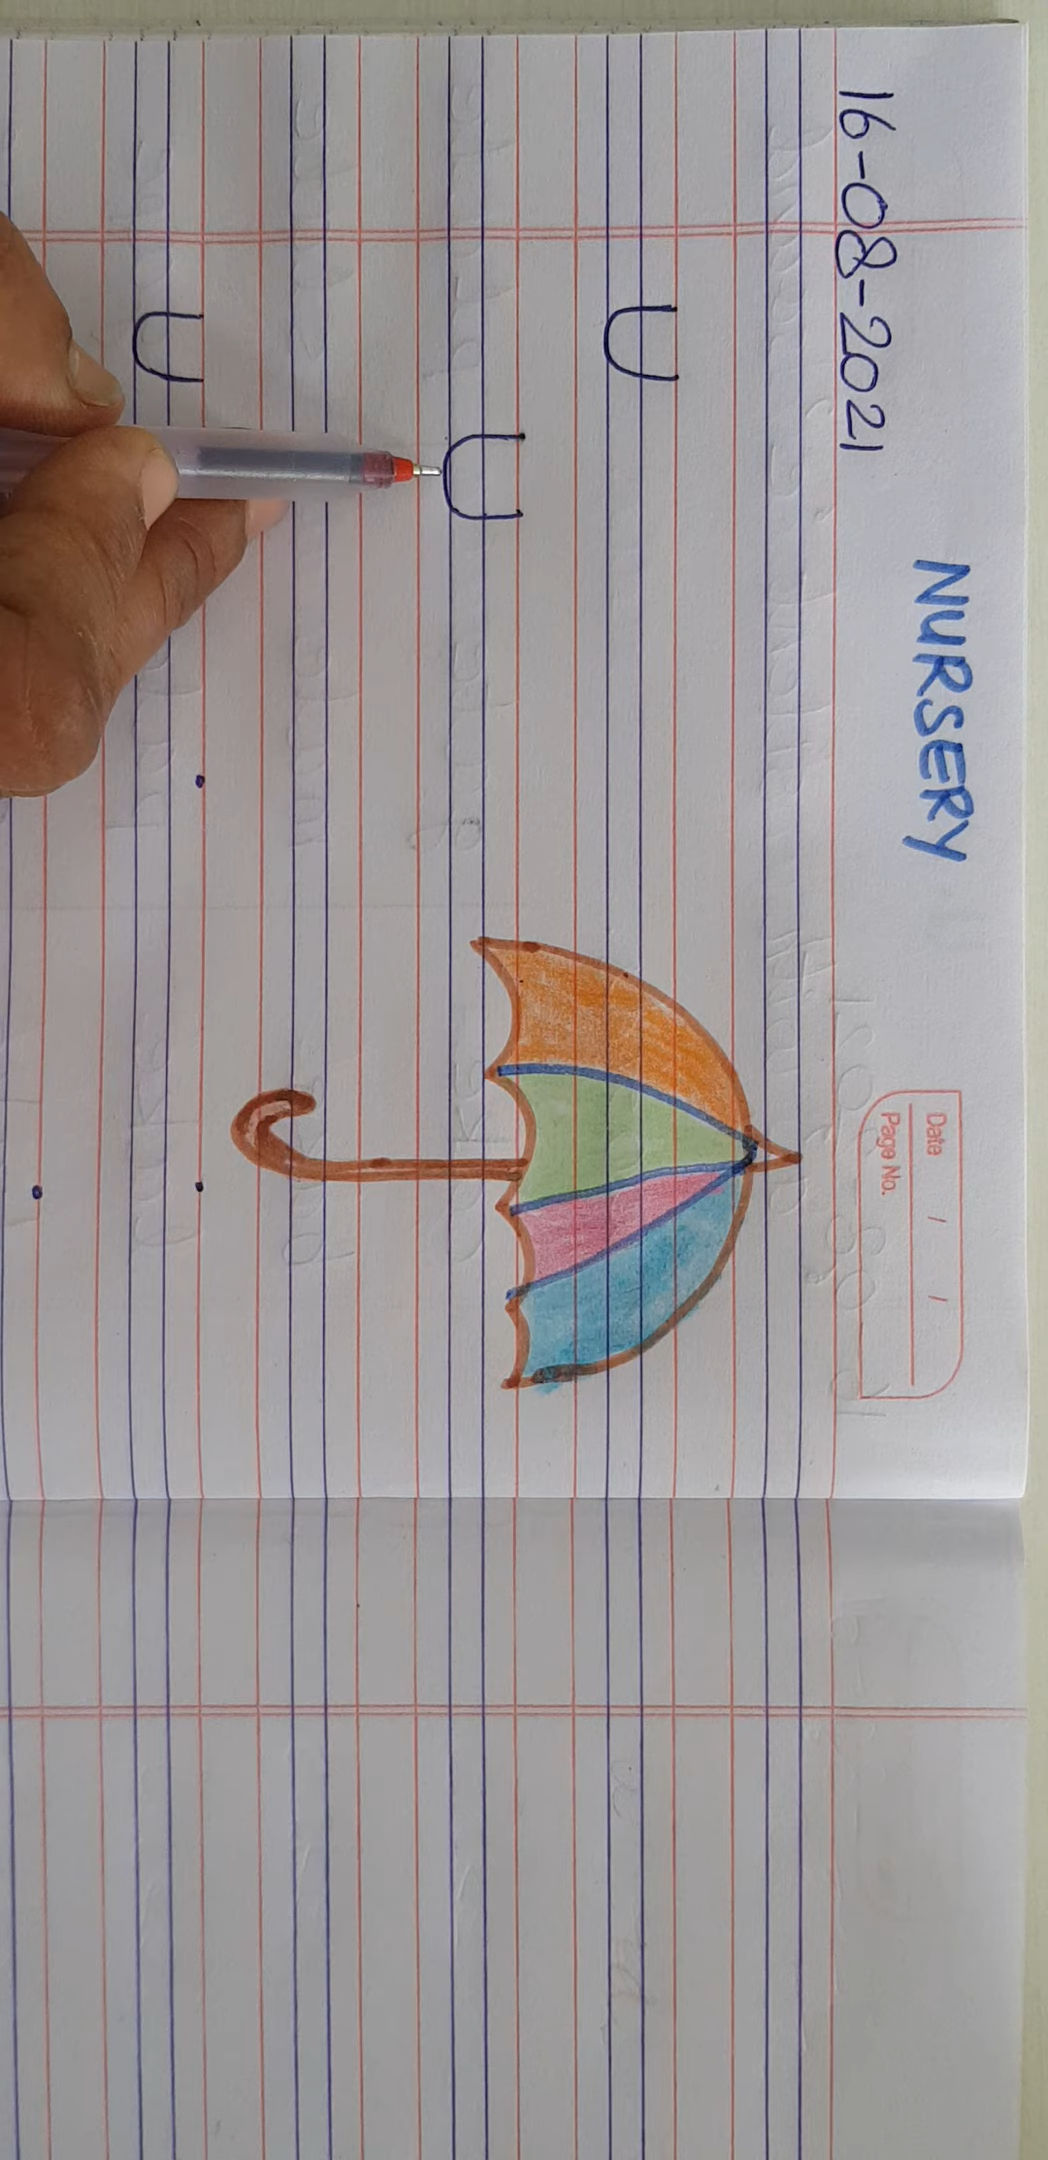 NURSERY
Date / /
Page No.
16-08-2021
U
U
U